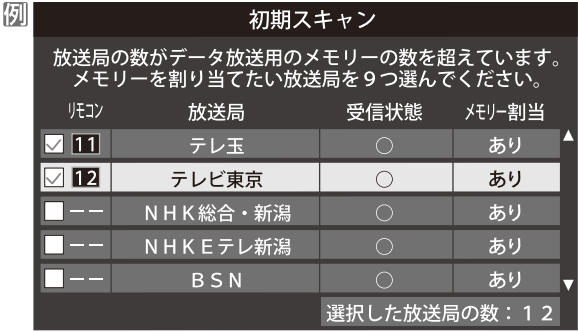 例
初期スキャン
放送局の数がデータ放送用のメモリーの数を超えています。
メモリーを割り当てたい放送局を9つ選んでください。
リモコン 放送局 受信状態 メモリー割当
11 テレ玉 ○ あり
12 テレビ東京 ○ あり
－－ ＮＨＫ総合・新潟 ○ あり
－－ ＮＨＫＥテレ新潟 ○ あり
－－ ＢＳＮ ○ あり
選択した放送局の数：１２